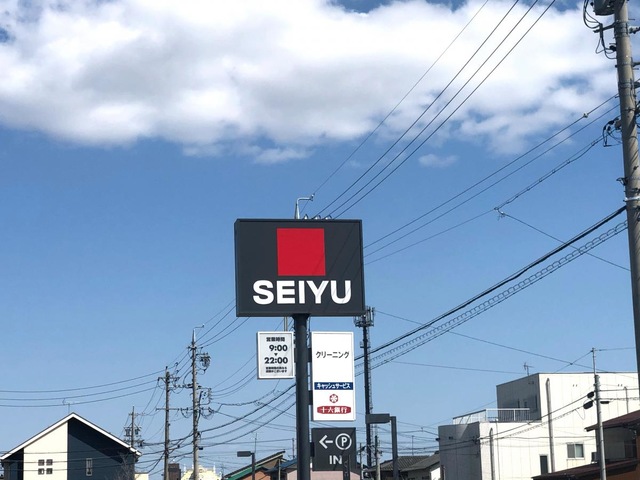 SEIYU
営業時間
9:00
22:00
クリーニング
キャッシュサービス
十六銀行
←P
IN